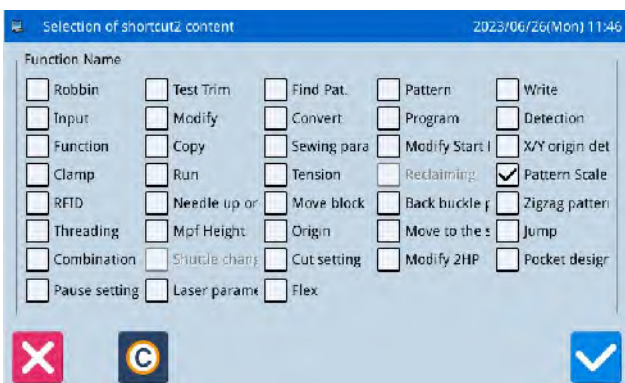 Selection of shortcut2 content 2023/06/26(Mon) 11:46
Function Name
Robbin Test Trim Find Pat. Pattern Write
Input Modify Convert Program Detection
Function Copy Sewing para Modify Start I X/Y origin det
Clamp Run Tension Reclaiming Pattern Scale
RFID Needle up or Move block Back buckle p Zigzag patteri
Threading Mpf Height Origin Move to the s Jump
Combination Shuttle chang Cut setting Modify 2HP Pocket desigr
Pause setting Laser parame Flex
C